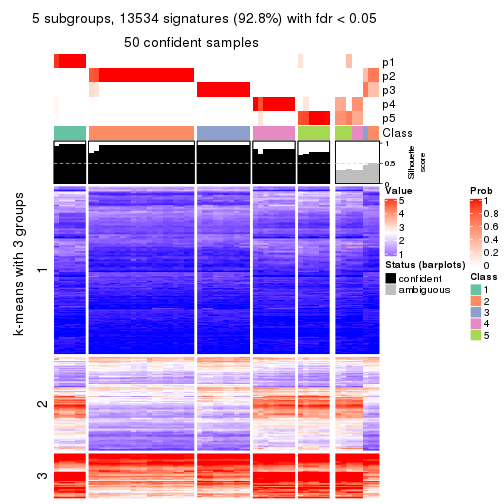 5 subgroups, 13534 signatures (92.8%) with fdr < 0.05
50 confident samples
p1
p2
p3
p4
p5
Class
1
0.5
0
Silhouette
score
k-means with 3 groups
1
2
3
Value
5
4
3
2
1
Status (barplots)
confident
ambiguous
Prob
1
0.8
0.6
0.4
0.2
0
Class
1
2
3
4
5